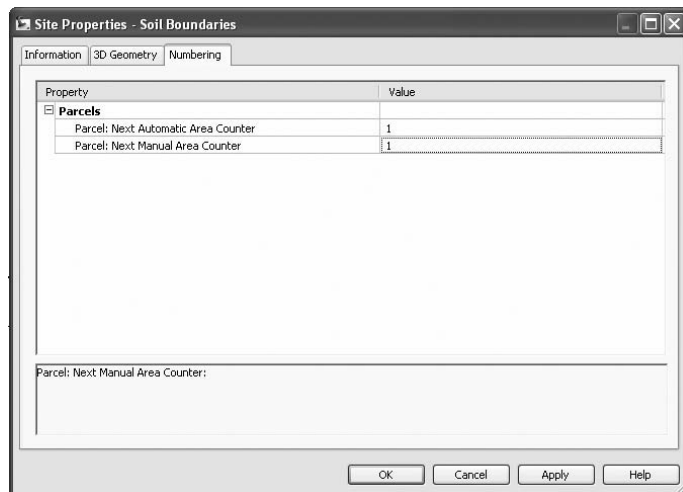 Site Properties - Soil Boundaries
Information 3D Geometry Numbering
Property Value
Parcels
Parcel: Next Automatic Area Counter 1
Parcel: Next Manual Area Counter 1
Parcel: Next Manual Area Counter:
OK Cancel Apply Help